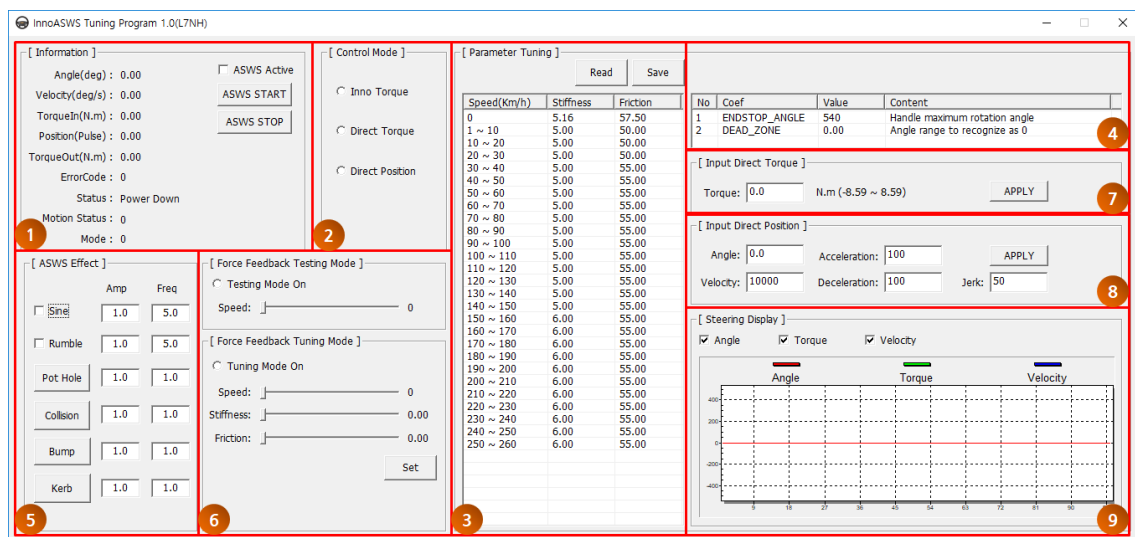 InnoASWS Tuning Program 1.0(L7NH)
[ Information ]
Angle(deg) : 0.00
Velocity(deg/s) : 0.00
TorqueIn(N.m) : 0.00
Position(Pulse) : 0.00
TorqueOut(N.m) : 0.00
ErrorCode : 0
Status : Power Down
Motion Status : 0
Mode : 0
ASWS Active
ASWS START
ASWS STOP
1
[ Control Mode ]
Inno Torque
Direct Torque
Direct Position
2
[ Parameter Tuning ]
Read Save
Speed(Km/h) Stiffness Friction
0 5.16 57.50
1 ~ 10 5.00 50.00
10 ~ 20 5.00 50.00
20 ~ 30 5.00 50.00
30 ~ 40 5.00 55.00
40 ~ 50 5.00 55.00
50 ~ 60 5.00 55.00
60 ~ 70 5.00 55.00
70 ~ 80 5.00 55.00
80 ~ 90 5.00 55.00
90 ~ 100 5.00 55.00
100 ~ 110 5.00 55.00
110 ~ 120 5.00 55.00
120 ~ 130 5.00 55.00
130 ~ 140 5.00 55.00
140 ~ 150 5.00 55.00
150 ~ 160 6.00 55.00
160 ~ 170 6.00 55.00
170 ~ 180 6.00 55.00
180 ~ 190 6.00 55.00
190 ~ 200 6.00 55.00
200 ~ 210 6.00 55.00
210 ~ 220 6.00 55.00
220 ~ 230 6.00 55.00
230 ~ 240 6.00 55.00
240 ~ 250 6.00 55.00
250 ~ 260 6.00 55.00
3
No Coef Value Content
1 ENDSTOP_ANGLE 540 Handle maximum rotation angle
2 DEAD_ZONE 0.00 Angle range to recognize as 0
4
[ ASWS Effect ]
Amp Freq
Sine 1.0 5.0
Rumble 1.0 5.0
Pot Hole 1.0 1.0
Collision 1.0 1.0
Bump 1.0 1.0
Kerb 1.0 1.0
5
[ Force Feedback Testing Mode ]
Testing Mode On
Speed: 0
[ Force Feedback Tuning Mode ]
Tuning Mode On
Speed: 0
Stiffness: 0.00
Friction: 0.00
Set
6
[ Input Direct Torque ]
Torque: 0.0 N.m (-8.59 ~ 8.59) APPLY
7
[ Input Direct Position ]
Angle: 0.0 Acceleration: 100 APPLY
Velocity: 10000 Deceleration: 100 Jerk: 50
8
[ Steering Display ]
Angle Torque Velocity
Angle Torque Velocity
400
200
0
-200
-400
9 18 27 36 45 54 63 72 81 90
9